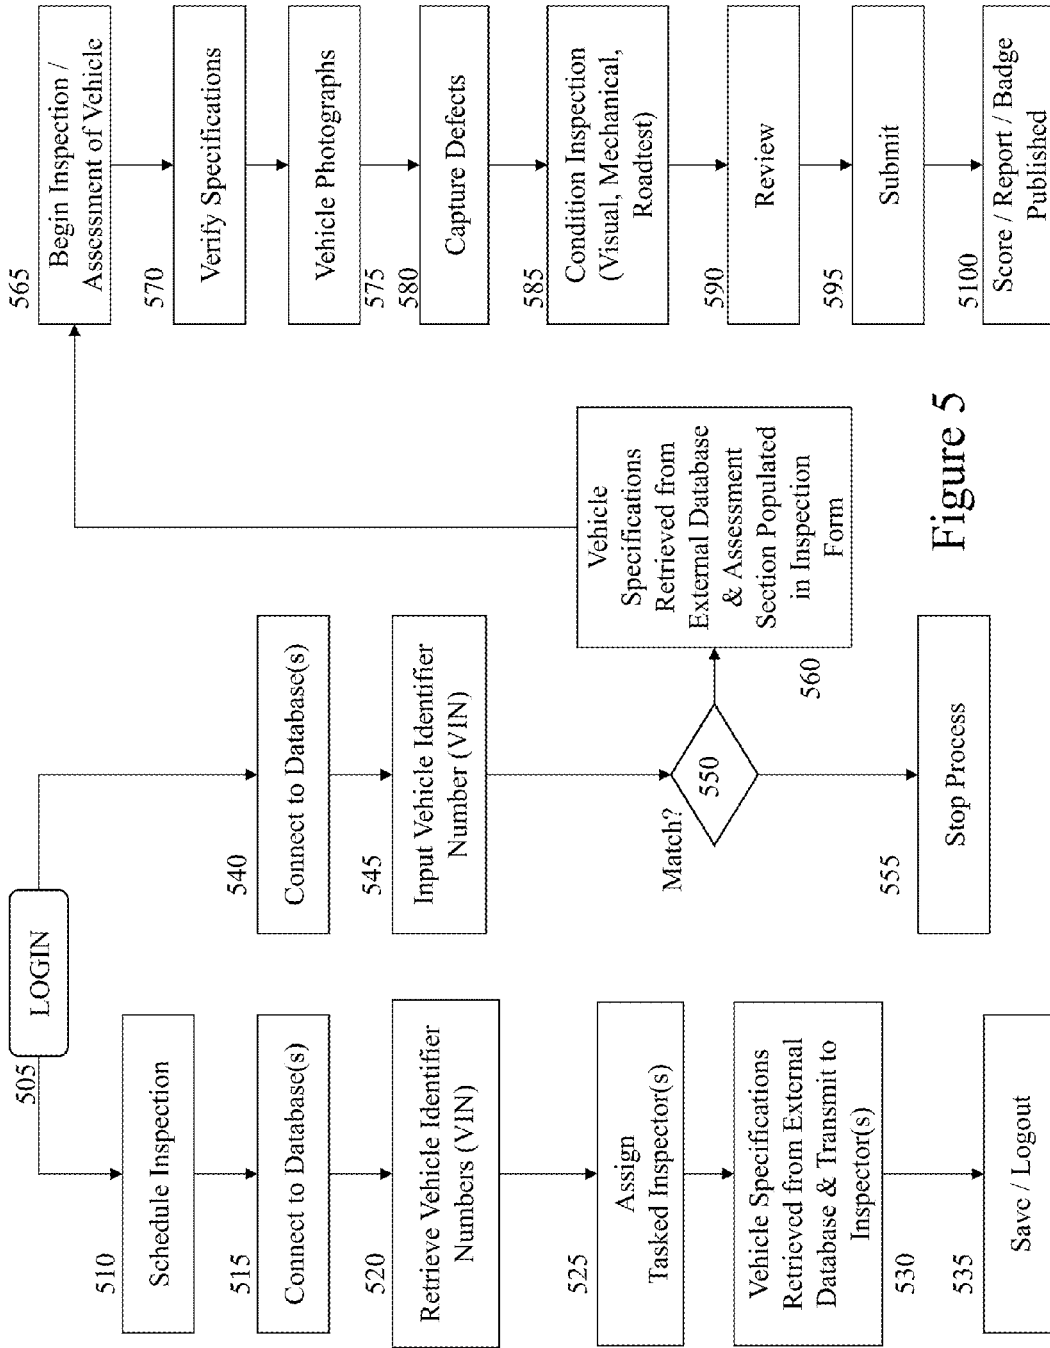 LOGIN
505
510
Schedule Inspection
515
Connect to Database(s)
520
Retrieve Vehicle Identifier
Numbers (VIN)
525
Assign
Tasked Inspector(s)
Vehicle Specifications
Retrieved from External
Database & Transmit to
Inspector(s)
530
535
Save / Logout
540
Connect to Database(s)
545
Input Vehicle Identifier
Number (VIN)
Match?
550
555
Stop Process
Vehicle
Specifications
Retrieved from
External Database
& Assessment
Section Populated
in Inspection
Form
560
565
Begin Inspection /
Assessment of Vehicle
570
Verify Specifications
Vehicle Photographs
575
580
Capture Defects
585
Condition Inspection
(Visual, Mechanical,
Roadtest)
590
Review
595
Submit
5100
Score / Report / Badge
Published
Figure 5